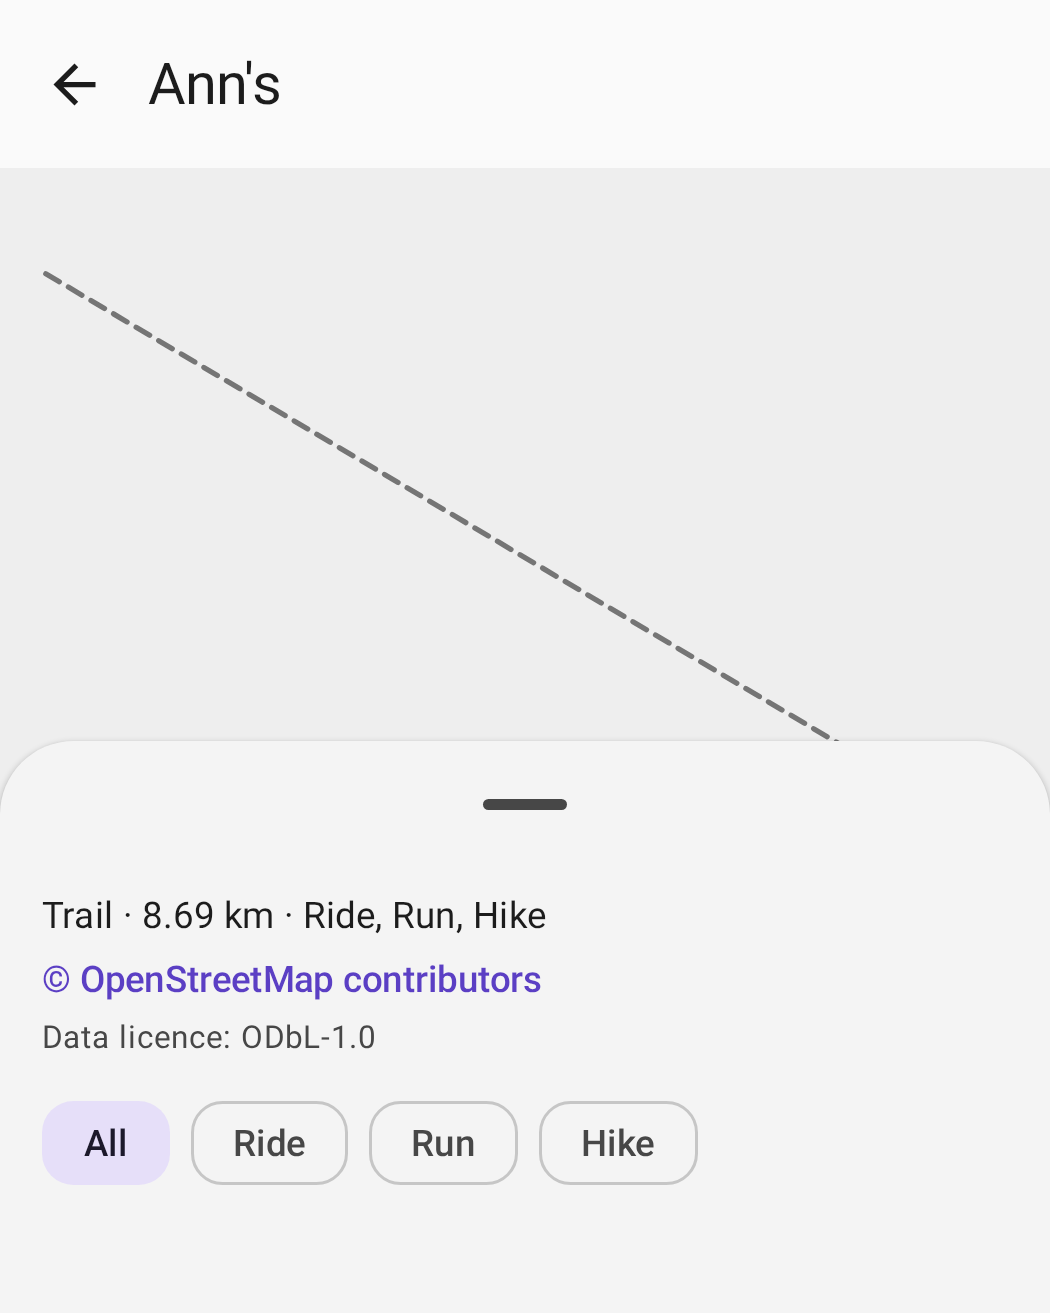 Ann's
Trail · 8.69 km · Ride, Run, Hike
© OpenStreetMap contributors
Data licence: ODbL-1.0
All Ride Run Hike